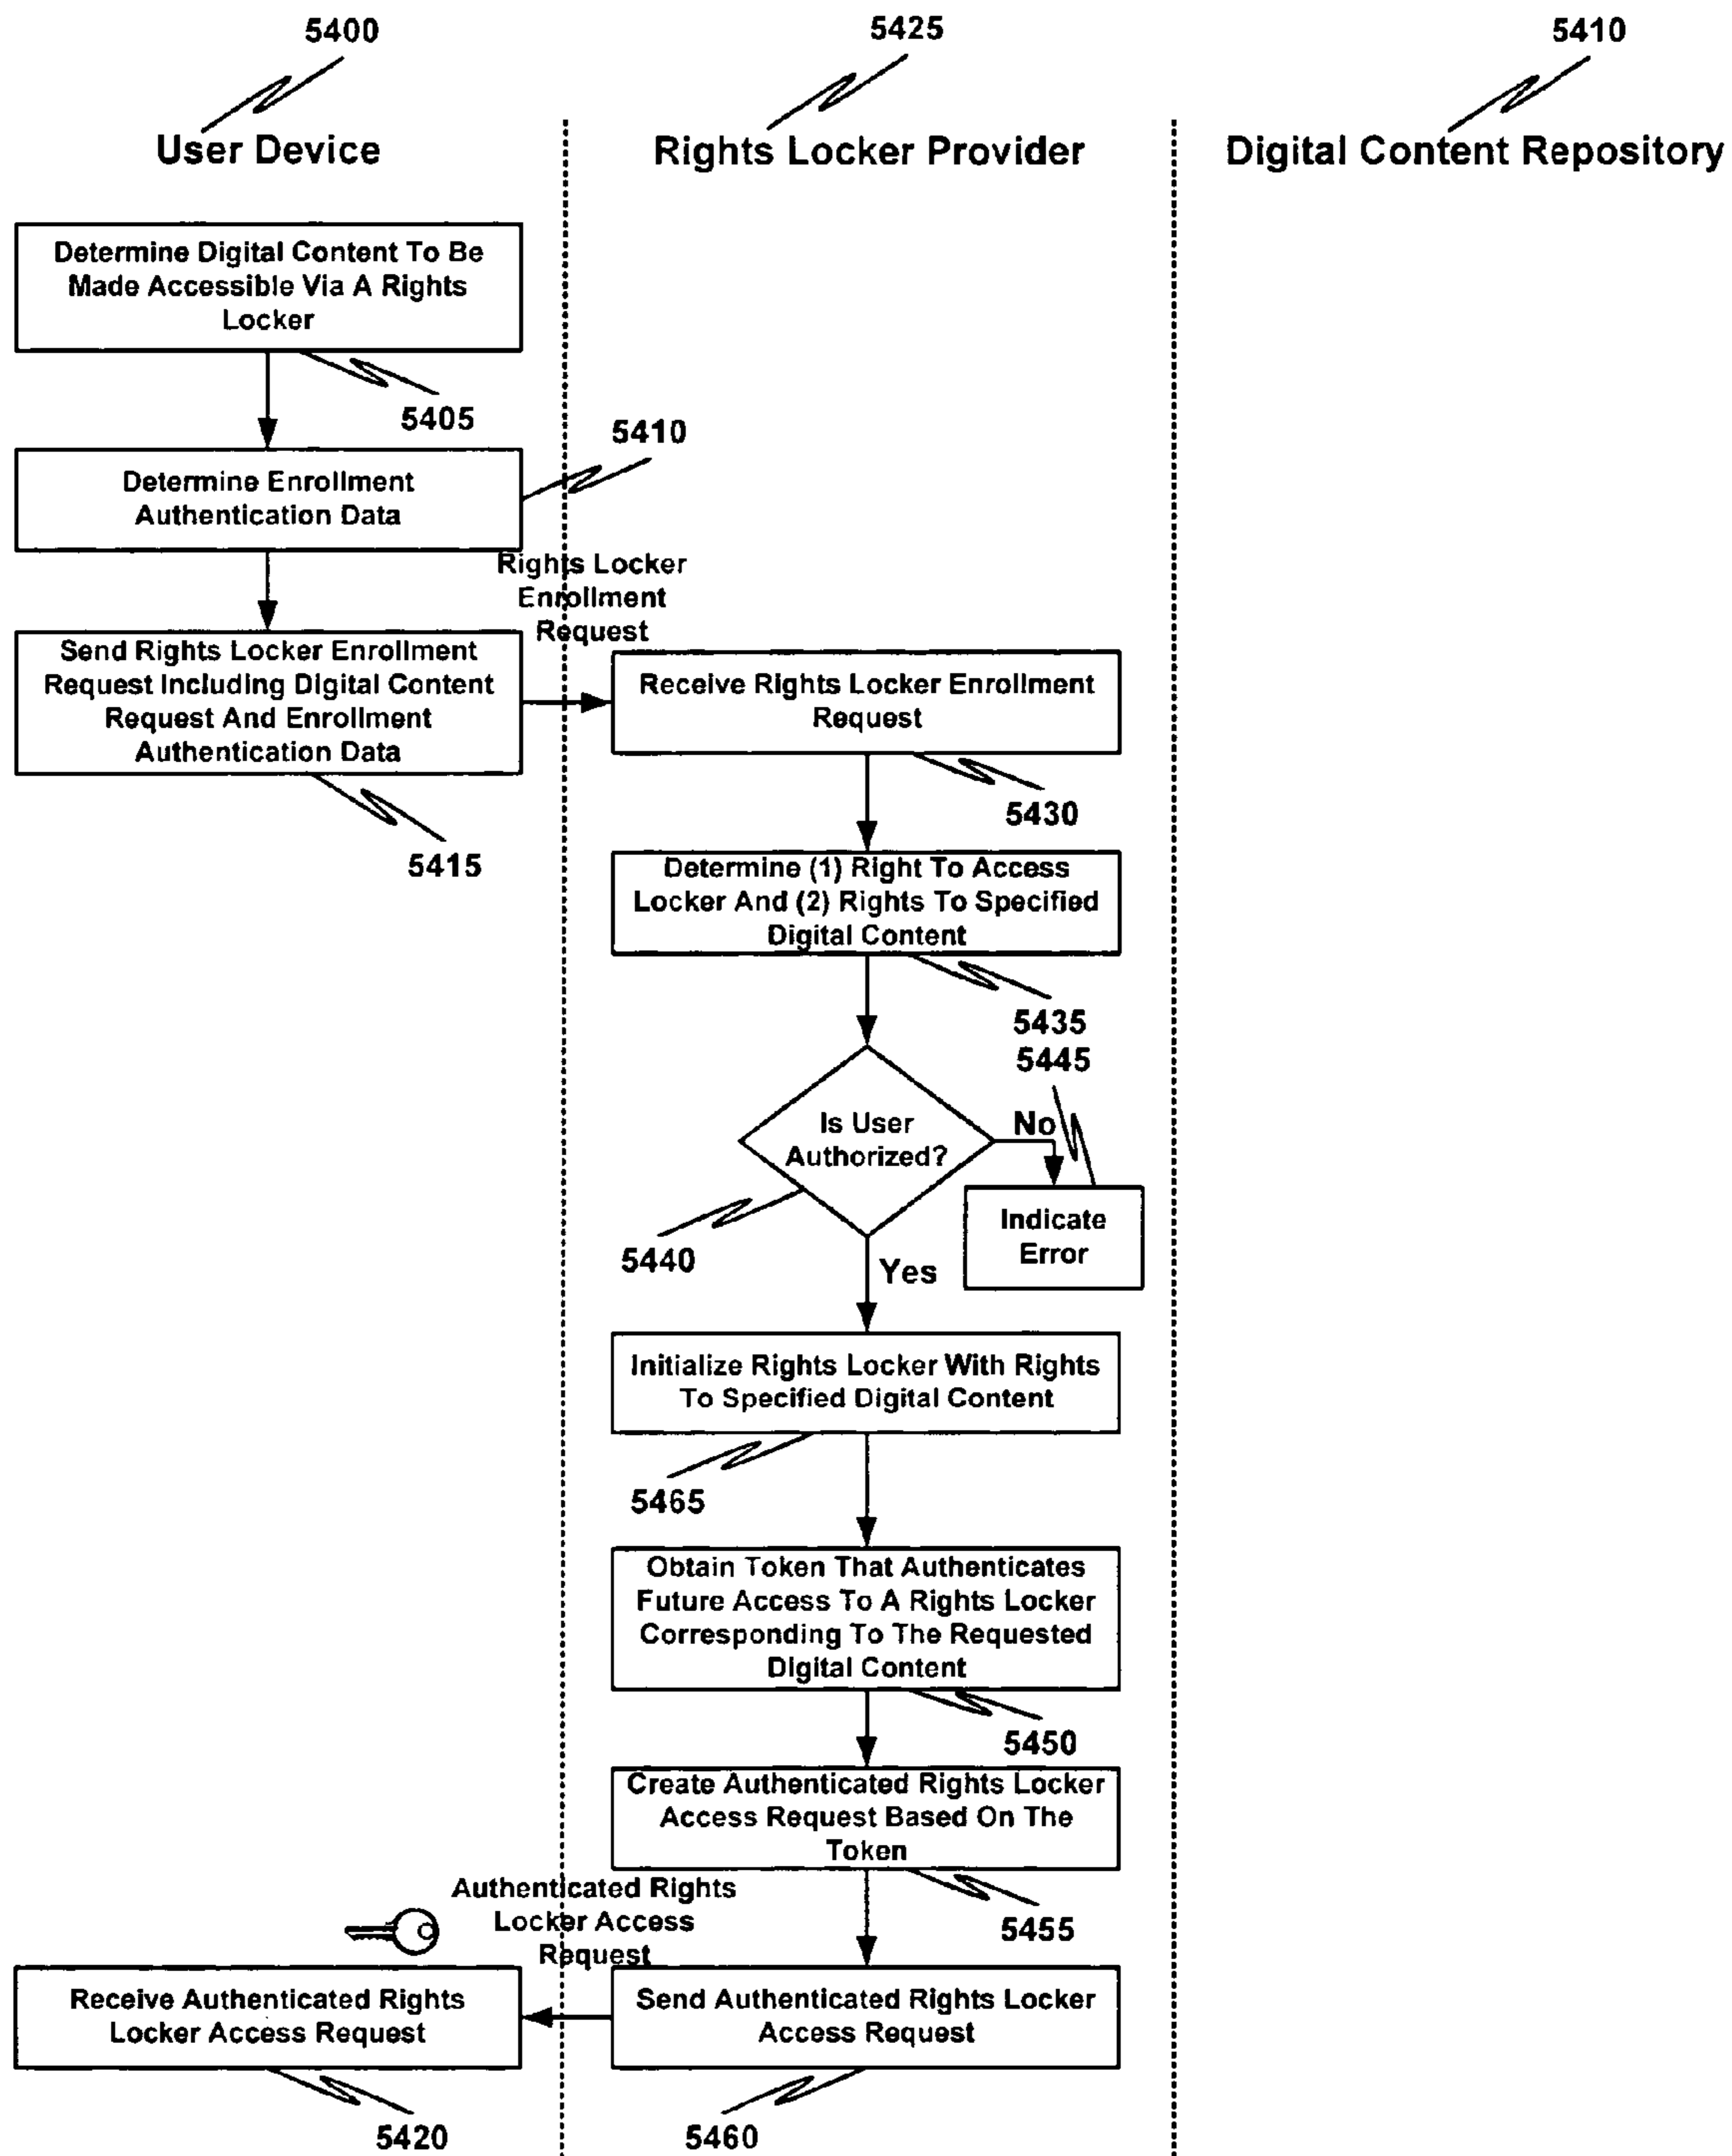 5400
5425
5410
User Device
Rights Locker Provider
Digital Content Repository
Determine Digital Content To Be
Made Accessible Via A Rights
Locker
5405
5410
Determine Enrollment
Authentication Data
Rights Locker
Enrollment
Request
Send Rights Locker Enrollment
Request Including Digital Content
Request And Enrollment
Authentication Data
5415
Receive Rights Locker Enrollment
Request
5430
Determine (1) Right To Access
Locker And (2) Rights To Specified
Digital Content
5435
5445
Is User
Authorized?
No
Indicate
Error
5440
Yes
Initialize Rights Locker With Rights
To Specified Digital Content
5465
Obtain Token That Authenticates
Future Access To A Rights Locker
Corresponding To The Requested
Digital Content
5450
Create Authenticated Rights Locker
Access Request Based On The
Token
5455
Authenticated Rights
Locker Access
Request
Send Authenticated Rights Locker
Access Request
5460
Receive Authenticated Rights
Locker Access Request
5420